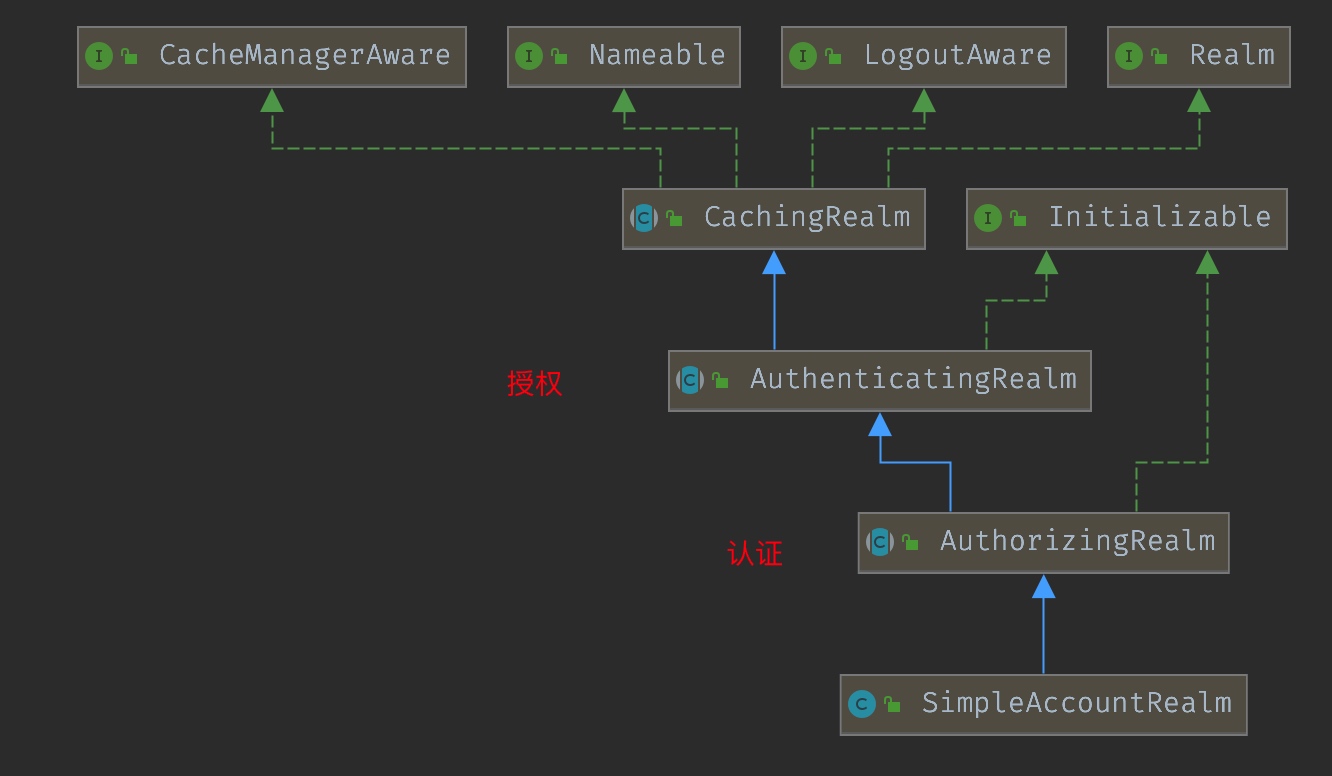 CacheManagerAware
Nameable
LogoutAware
Realm
CachingRealm
Initializable
授权
AuthenticatingRealm
认证
AuthorizingRealm
SimpleAccountRealm